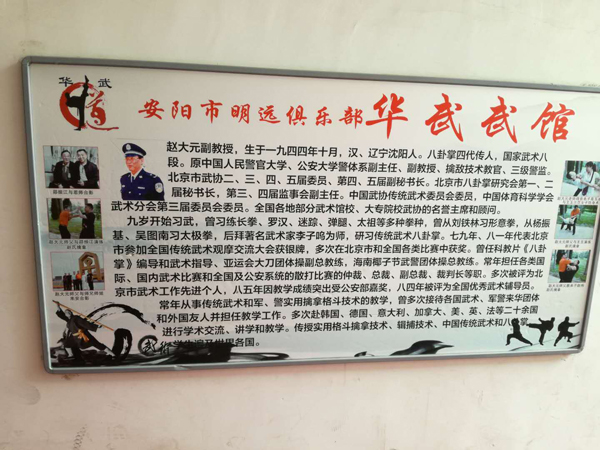 华 武
道
安阳市明远俱乐部华武武馆
赵大元副教授，生于一九四四年十月，汉、辽宁沈阳人。八卦掌四代传人，国家武术八
段。原中国人民警官大学、公安大学警体系副主任、副教授、擒敌技术教官、三级警监。
北京市武协二、三、四、五届委员、第四、五届副秘书长。北京市八卦掌研究会第一、二
届秘书长，第三、四届监事会副主任。中国武协传统武术委员会委员，中国体育科学学会
武术分会第三届委员会委员。全国各地部分武术馆校、大专院校武协的名誉主席和顾问。
九岁开始习武，曾习练长拳、罗汉、迷踪、弹腿、太祖等多种拳种，曾从刘轶林习形意拳，从杨振
基、吴图南习太极拳，后拜著名武术家李子鸣为师，研习传统武术八卦掌。七九年、八一年代表北京
市参加全国传统武术观摩交流大会获银牌，多次在北京市和全国各类比赛中获奖。曾任科教片《八卦
掌》编导和武术指导、亚运会大刀团体操副总教练，海南椰子节武警团体操总教练。常年担任各类国
际、国内武术比赛和全国及公安系统的散打比赛的仲裁、总裁、副总裁、裁判长等职。多次被评为北
京市武术工作先进个人，八五年因教学成绩突出受公安部嘉奖，八四年被评为全国优秀武术辅导员。
常年从事传统武术和军、警实用擒拿格斗技术的教学，曾多次接待各国武术、军警来华团体
和外国友人并担任教学工作。多次赴韩国、德国、意大利、加拿大、美、英、法等二十余国
进行学术交流、讲学和教学。传授实用格斗擒拿技术、辑捕技术，中国传统武术和八卦掌，
世界各国。